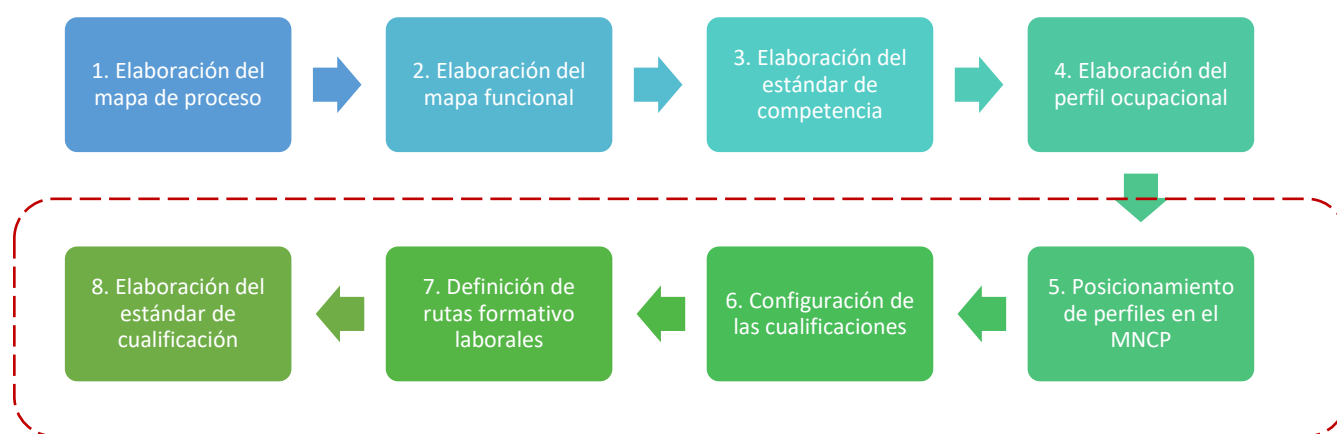 1. Elaboración del
mapa de proceso
2. Elaboración del
mapa funcional
3. Elaboración del
estándar de
competencia
4. Elaboración del
perfil ocupacional
5. Posicionamiento
de perfiles en el
MNCP
6. Configuración de
las cualificaciones
7. Definición de
rutas formativo
laborales
8. Elaboración del
estándar de
cualificación